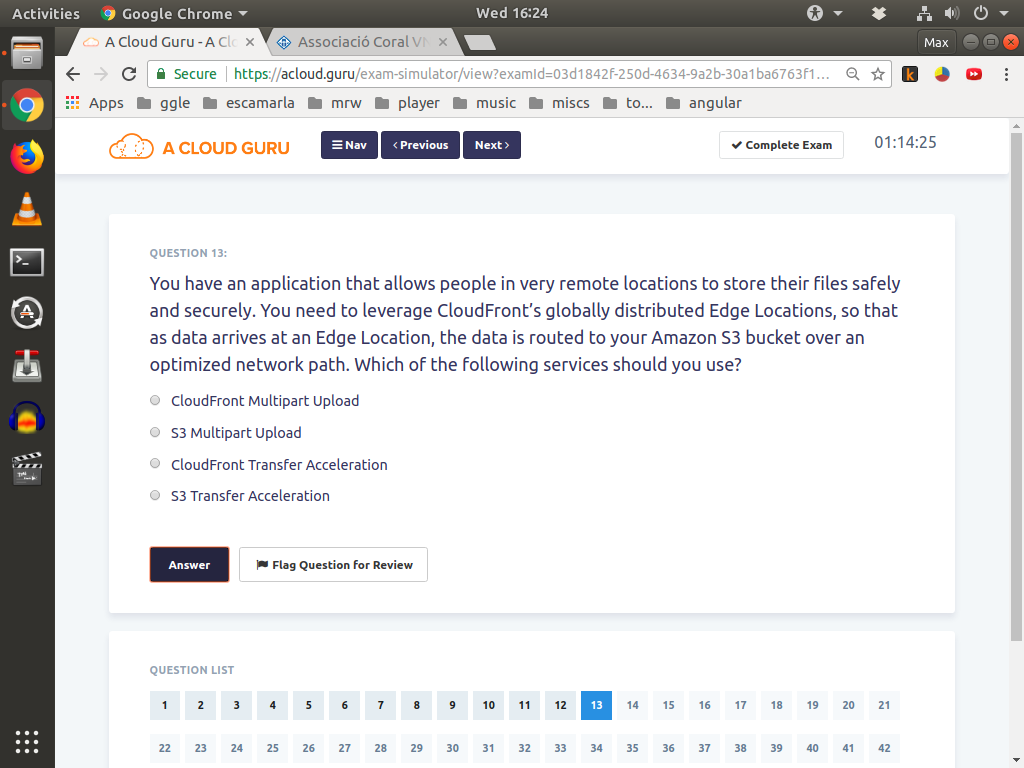 Activities Google Chrome Wed 16:24
A Cloud Guru - A Clo Associació Coral VN Max
Secure https://acloud.guru/exam-simulator/view?examId=03d1842f-250d-4634-9a2b-30a1ba6763f1...
Apps ggle escamarla mrw player music miscs to... angular
A CLOUD GURU Nav Previous Next Complete Exam 01:14:25
QUESTION 13:
You have an application that allows people in very remote locations to store their files safely
and securely. You need to leverage CloudFront’s globally distributed Edge Locations, so that
as data arrives at an Edge Location, the data is routed to your Amazon S3 bucket over an
optimized network path. Which of the following services should you use?
CloudFront Multipart Upload
S3 Multipart Upload
CloudFront Transfer Acceleration
S3 Transfer Acceleration
Answer Flag Question for Review
QUESTION LIST
1 2 3 4 5 6 7 8 9 10 11 12 13 14 15 16 17 18 19 20 21
22 23 24 25 26 27 28 29 30 31 32 33 34 35 36 37 38 39 40 41 42